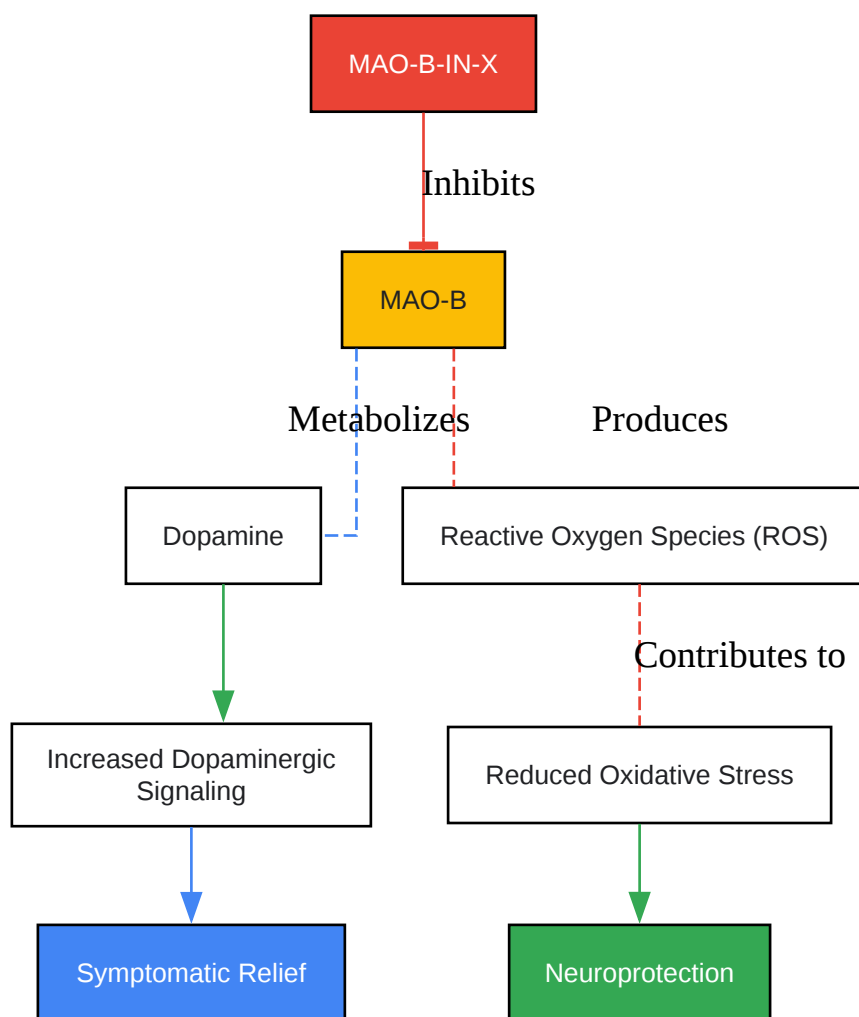 MAO-B-IN-X
Inhibits
MAO-B
Metabolizes
Produces
Dopamine
Reactive Oxygen Species (ROS)
Contributes to
Increased Dopaminergic
Signaling
Reduced Oxidative Stress
Symptomatic Relief
Neuroprotection